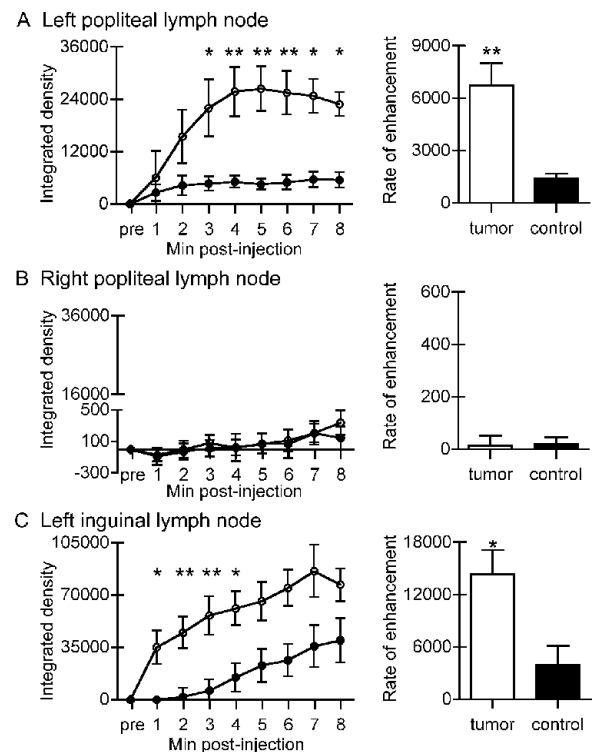 A Left popliteal lymph node
36000
24000
12000
0
Integrated density
* ** ** ** * *
pre 1 2 3 4 5 6 7 8
Min post-injection
9000
6000
3000
0
Rate of enhancement
**
tumor control
B Right popliteal lymph node
36000
16000
500
100
-300
Integrated density
pre 1 2 3 4 5 6 7 8
Min post-injection
600
400
200
0
Rate of enhancement
tumor control
C Left inguinal lymph node
105000
70000
35000
0
Integrated density
* ** ** *
pre 1 2 3 4 5 6 7 8
Min post-injection
18000
12000
6000
0
Rate of enhancement
*
tumor control